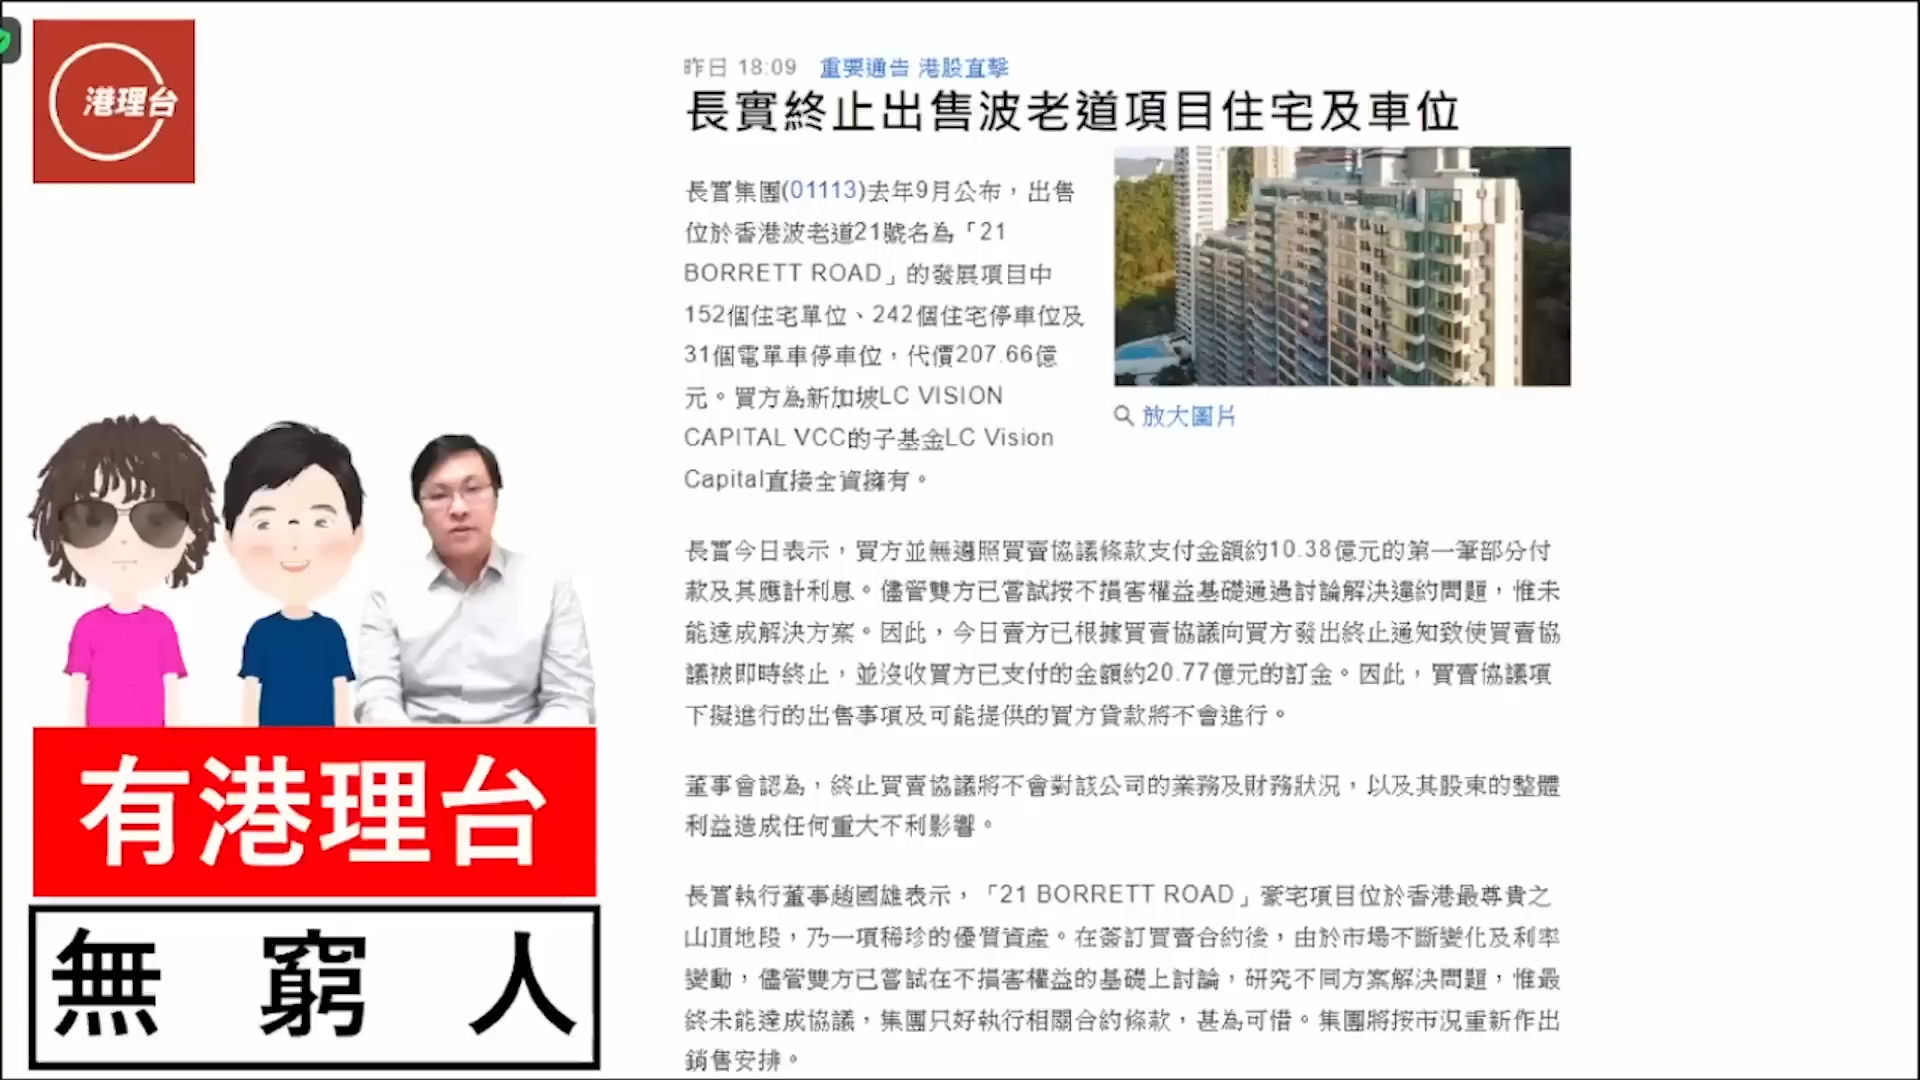 港理台
昨日 18:09 重要通告 港股直擊
長實終止出售波老道項目住宅及車位
長實集團(01113)去年9月公布，出售
位於香港波老道21號名為「21
BORRETT ROAD」的發展項目中
152個住宅單位、242個住宅停車位及
31個電單車停車位，代價207.66億
元。買方為新加坡LC VISION
CAPITAL VCC的子基金LC Vision
Capital直接全資擁有。
放大圖片
長實今日表示，買方並無遵照買賣協議條款支付金額約10.38億元的第一筆部分付
款及其應計利息。儘管雙方已嘗試按不損害權益基礎通過討論解決違約問題，惟未
能達成解決方案。因此，今日賣方已根據買賣協議向買方發出終止通知致使買賣協
議被即時終止，並沒收買方已支付的金額約20.77億元的訂金。因此，買賣協議項
下擬進行的出售事項及可能提供的買方貸款將不會進行。
董事會認為，終止買賣協議將不會對該公司的業務及財務狀況，以及其股東的整體
利益造成任何重大不利影響。
長實執行董事趙國雄表示，「21 BORRETT ROAD」豪宅項目位於香港最尊貴之
山頂地段，乃一項稀珍的優質資產。在簽訂買賣合約後，由於市場不斷變化及利率
變動，儘管雙方已嘗試在不損害權益的基礎上討論，研究不同方案解決問題，惟最
終未能達成協議，集團只好執行相關合約條款，甚為可惜。集團將按市況重新作出
銷售安排。
有港理台
無窮人